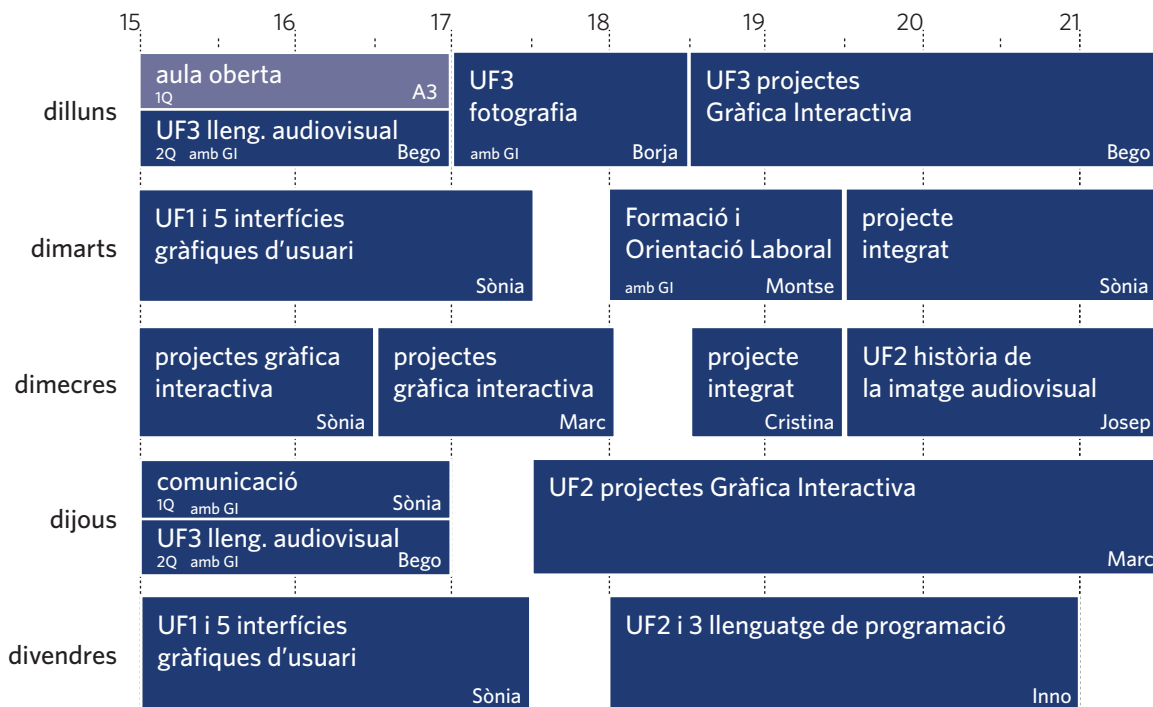 15 16 17 18 19 20 21
dilluns
aula oberta
1Q A3
UF3 lleng. audiovisual
2Q amb GI Bego
UF3
fotografia
amb GI Borja
UF3 projectes
Gràfica Interactiva
Bego
dimarts
UF1 i 5 interfícies
gràfiques d'usuari
Sònia
Formació i
Orientació Laboral
amb GI Montse
projecte
integrat
Sònia
dimecres
projectes gràfica
interactiva
Sònia
projectes
gràfica interactiva
Marc
projecte
integrat
Cristina
UF2 història de
la imatge audiovisual
Josep
dijous
comunicació
1Q amb GI Sònia
UF3 lleng. audiovisual
2Q amb GI Bego
UF2 projectes Gràfica Interactiva
Marc
divendres
UF1 i 5 interfícies
gràfiques d'usuari
Sònia
UF2 i 3 llenguatge de programació
Inno